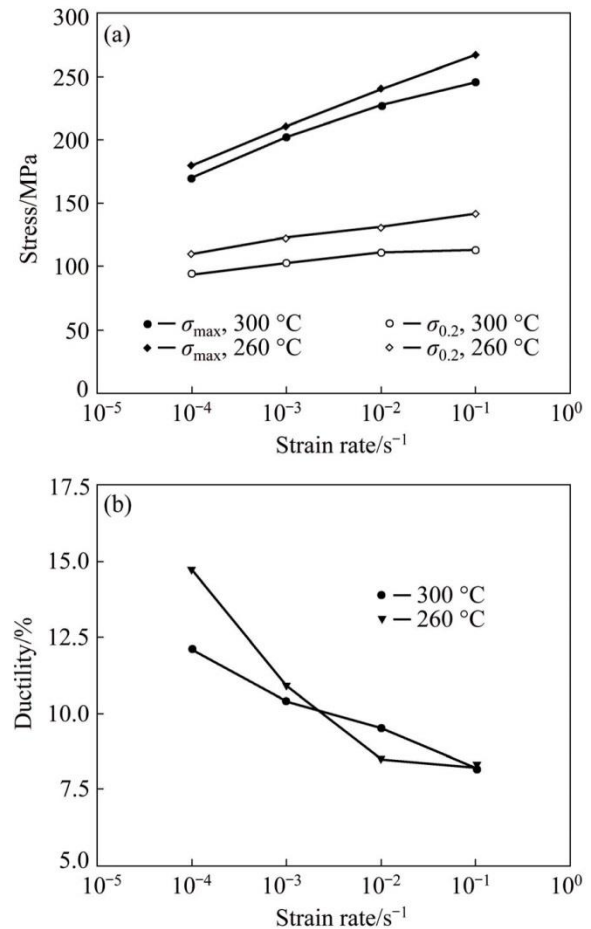 (a)
300
250
200
150
100
50
0
Stress/MPa
σmax, 300 °C
σ0.2, 300 °C
σmax, 260 °C
σ0.2, 260 °C
10⁻⁵ 10⁻⁴ 10⁻³ 10⁻² 10⁻¹ 10⁰
Strain rate/s⁻¹
(b)
17.5
15.0
12.5
10.0
7.5
5.0
Ductility/%
300 °C
260 °C
10⁻⁵ 10⁻⁴ 10⁻³ 10⁻² 10⁻¹ 10⁰
Strain rate/s⁻¹